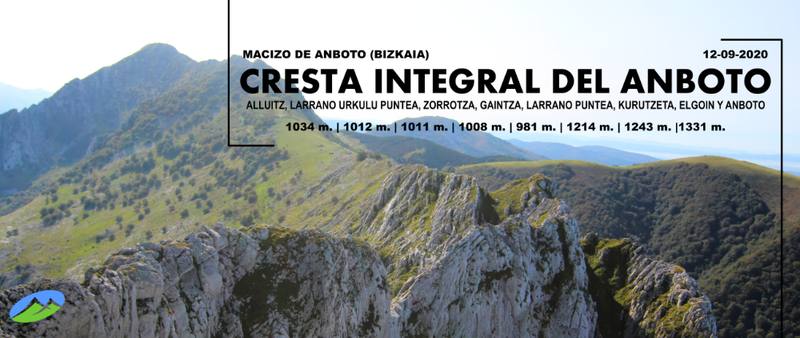 MACIZO DE ANBOTO (BIZKAIA) 12-09-2020
CRESTA INTEGRAL DEL ANBOTO
ALLUITZ, LARRANO URKULU PUNTEA, ZORROTZA, GAINTZA, LARRANO PUNTEA, KURUTZETA, ELGOIN Y ANBOTO
1034 m. | 1012 m. | 1011 m. | 1008 m. | 981 m. | 1214 m. | 1243 m. |1331 m.